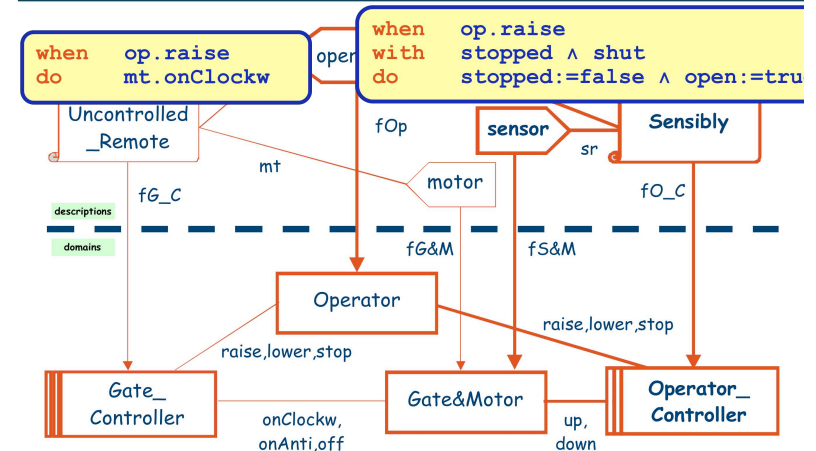 when op.raise
do mt.onClockw
when op.raise
with stopped ∧ shut
do stopped:=false ∧ open:=tru
oper
Uncontrolled
_Remote
fOp
sensor
Sensibly
sr
mt
motor
fG_C
fO_C
descriptions
domains
fG&M
fS&M
Operator
raise,lower,stop
raise,lower,stop
Gate_
Controller
Gate&Motor
Operator_
Controller
onClockw,
onAnti,off
up,
down